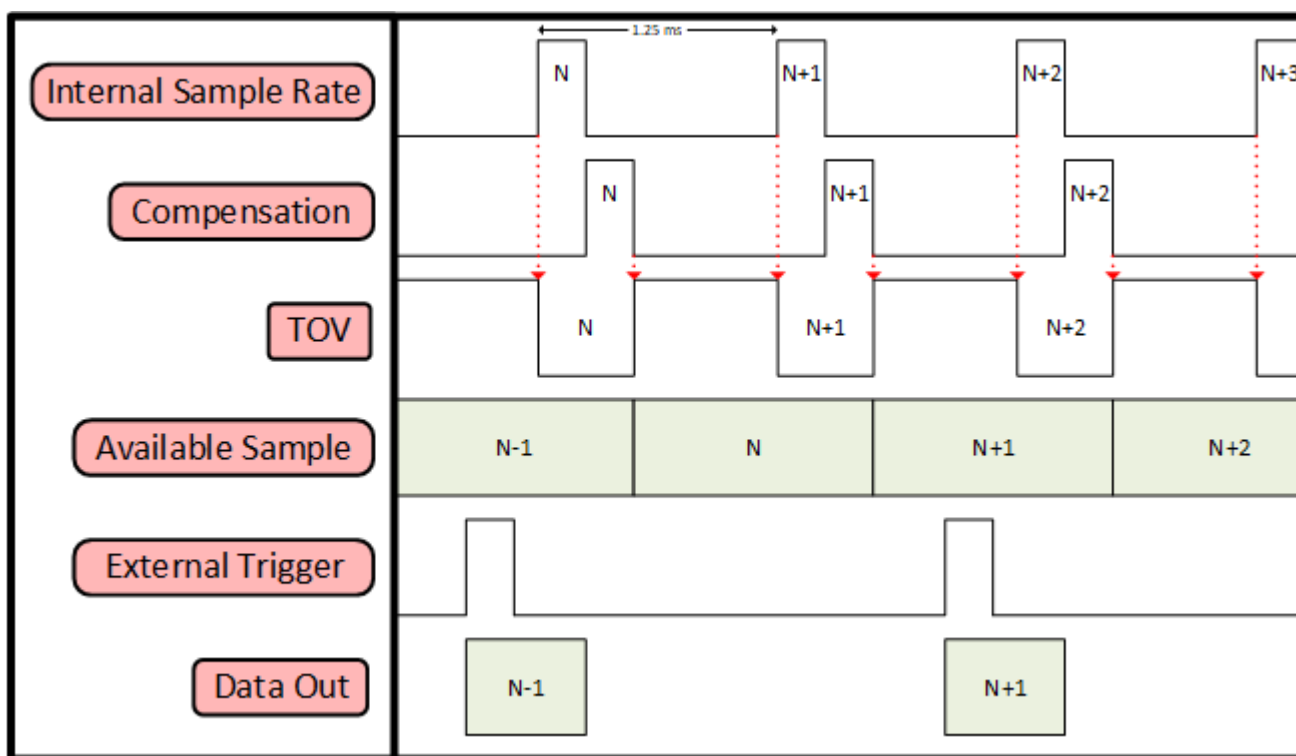 1.25 ms
Internal Sample Rate
N
N+1
N+2
N+3
Compensation
N
N+1
N+2
TOV
N
N+1
N+2
Available Sample
N-1
N
N+1
N+2
External Trigger
Data Out
N-1
N+1